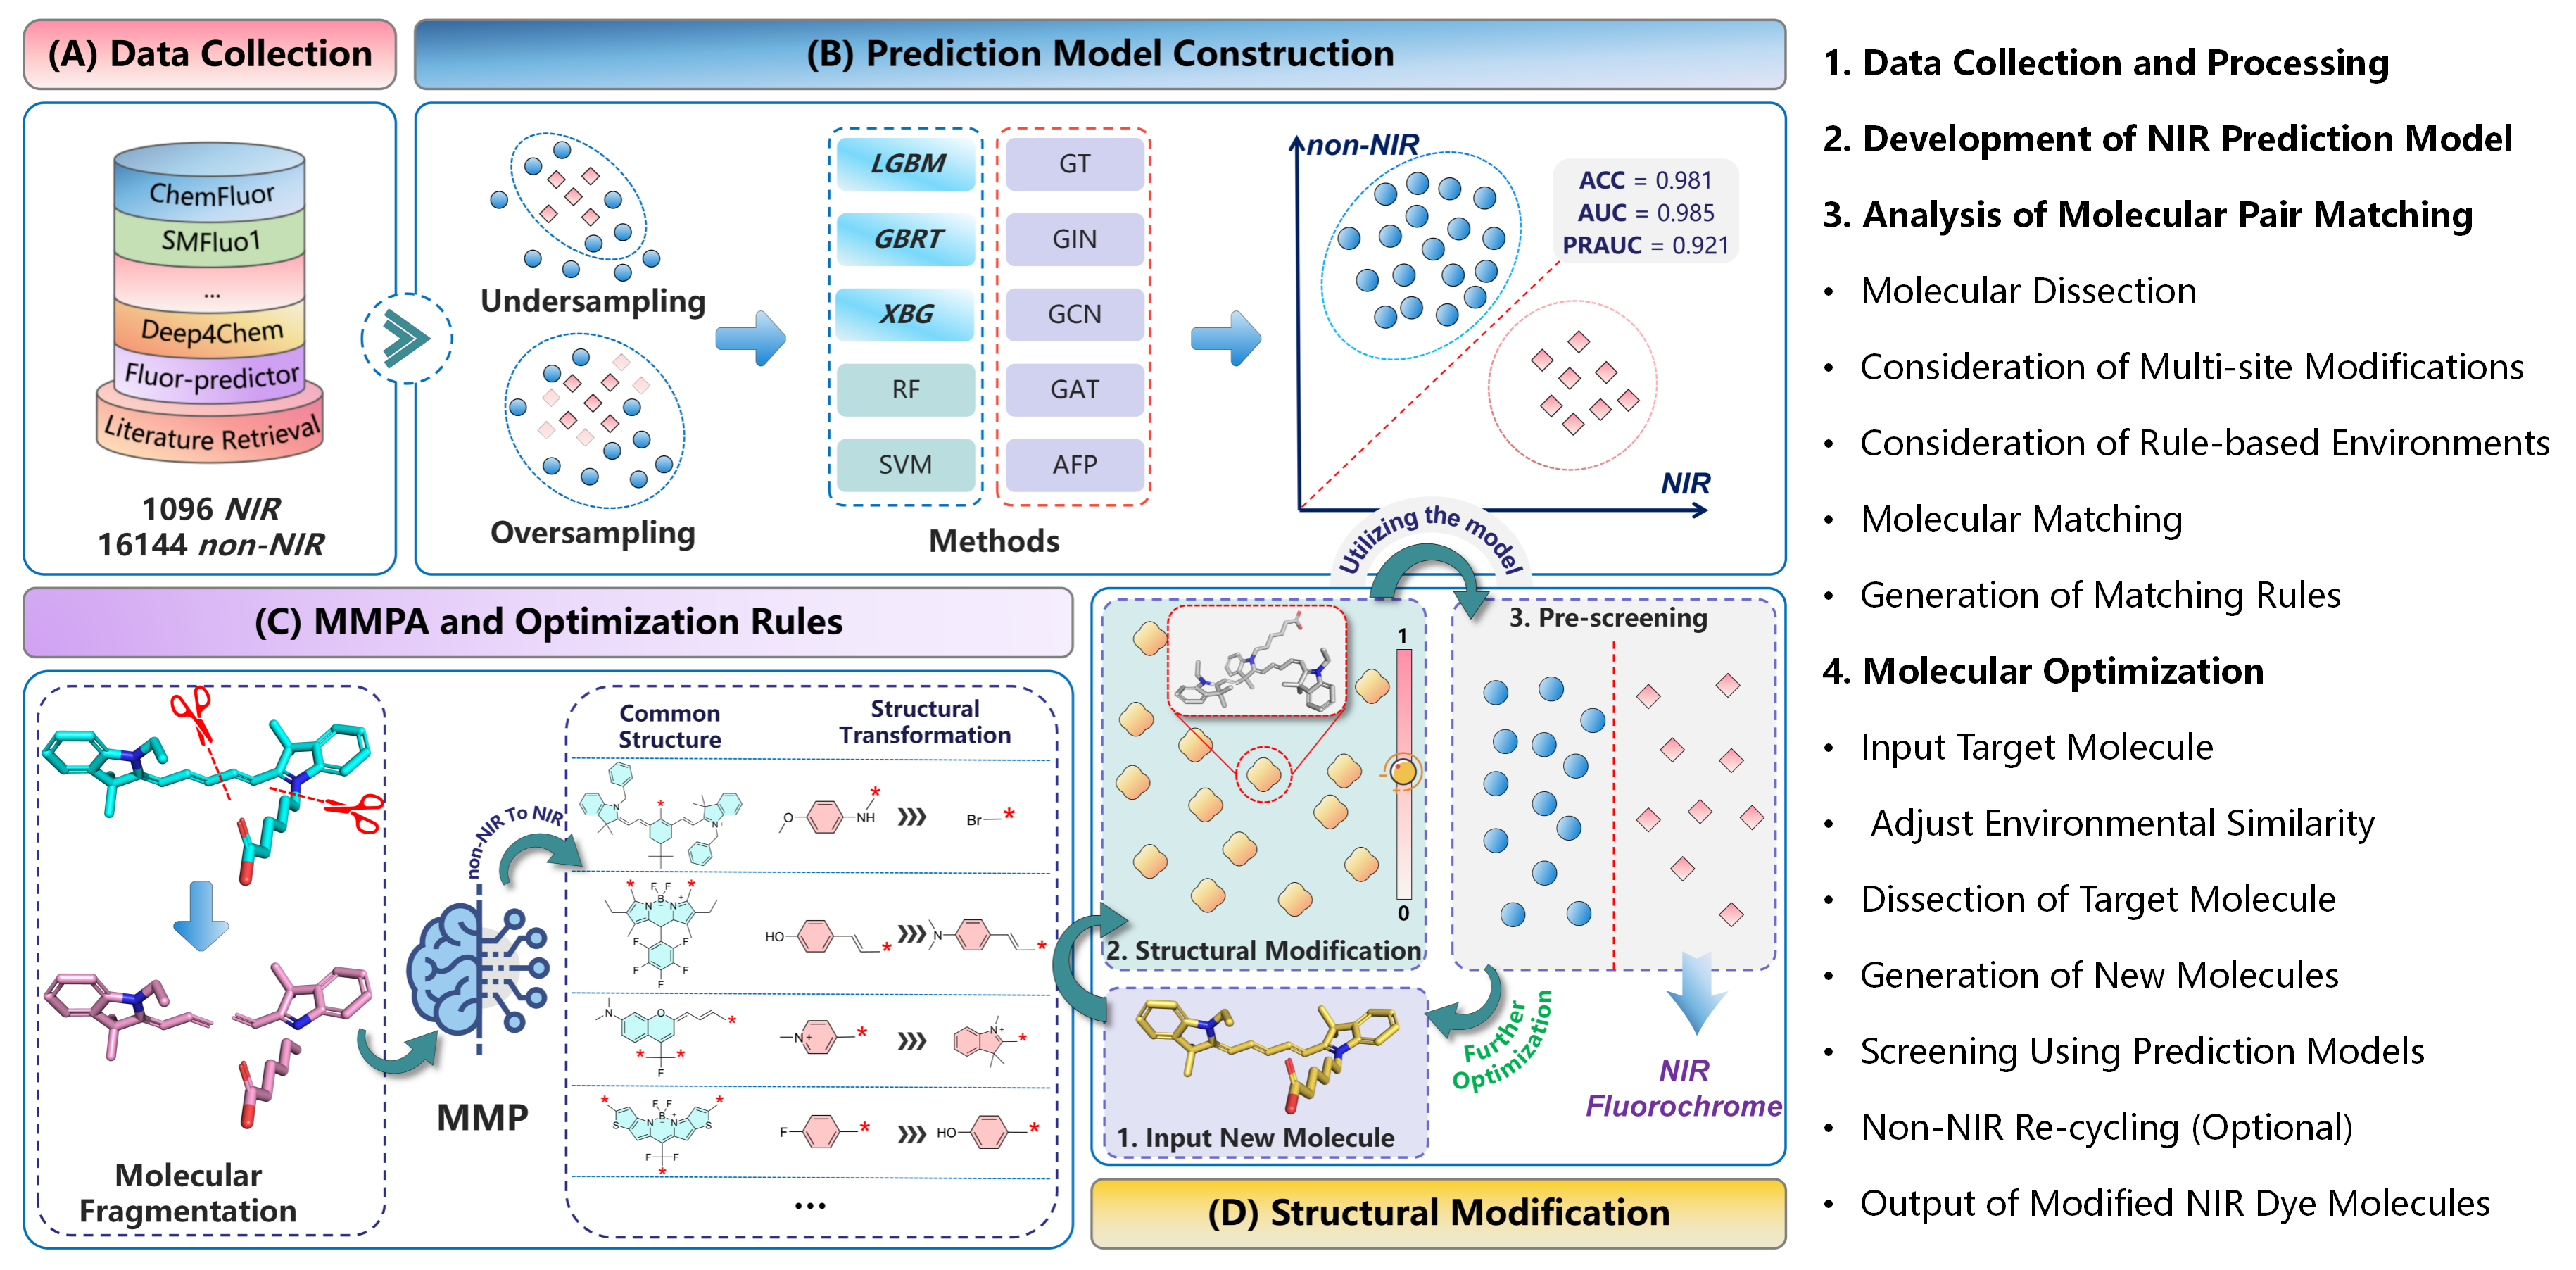 (A) Data Collection
ChemFluor
SMFluo1
...
Deep4Chem
Fluor-predictor
Literature Retrieval
1096 NIR
16144 non-NIR
(B) Prediction Model Construction
Undersampling
Oversampling
LGBM
GBRT
XBG
RF
SVM
GT
GIN
GCN
GAT
AFP
Methods
non-NIR
ACC = 0.981
AUC = 0.985
PRAUC = 0.921
NIR
Utilizing the model
(C) MMPA and Optimization Rules
Molecular
Fragmentation
MMP
non-NIR To NIR
Common
Structure
Structural
Transformation
N
N+
O
NH
*
Br
*
*
F
F
*
B
N
N
+
F
F
F
F
F
HO
*
N
*
N
O
*
*
*
F
N+
*
N+
*
*
F
F
*
B
N
N
+
S
S
F
F
*
F
*
HO
*
...
1
0
2. Structural Modification
3. Pre-screening
1. Input New Molecule
Further
Optimization
NIR
Fluorochrome
(D) Structural Modification
1. Data Collection and Processing
2. Development of NIR Prediction Model
3. Analysis of Molecular Pair Matching
• Molecular Dissection
• Consideration of Multi-site Modifications
• Consideration of Rule-based Environments
• Molecular Matching
• Generation of Matching Rules
4. Molecular Optimization
• Input Target Molecule
• Adjust Environmental Similarity
• Dissection of Target Molecule
• Generation of New Molecules
• Screening Using Prediction Models
• Non-NIR Re-cycling (Optional)
• Output of Modified NIR Dye Molecules